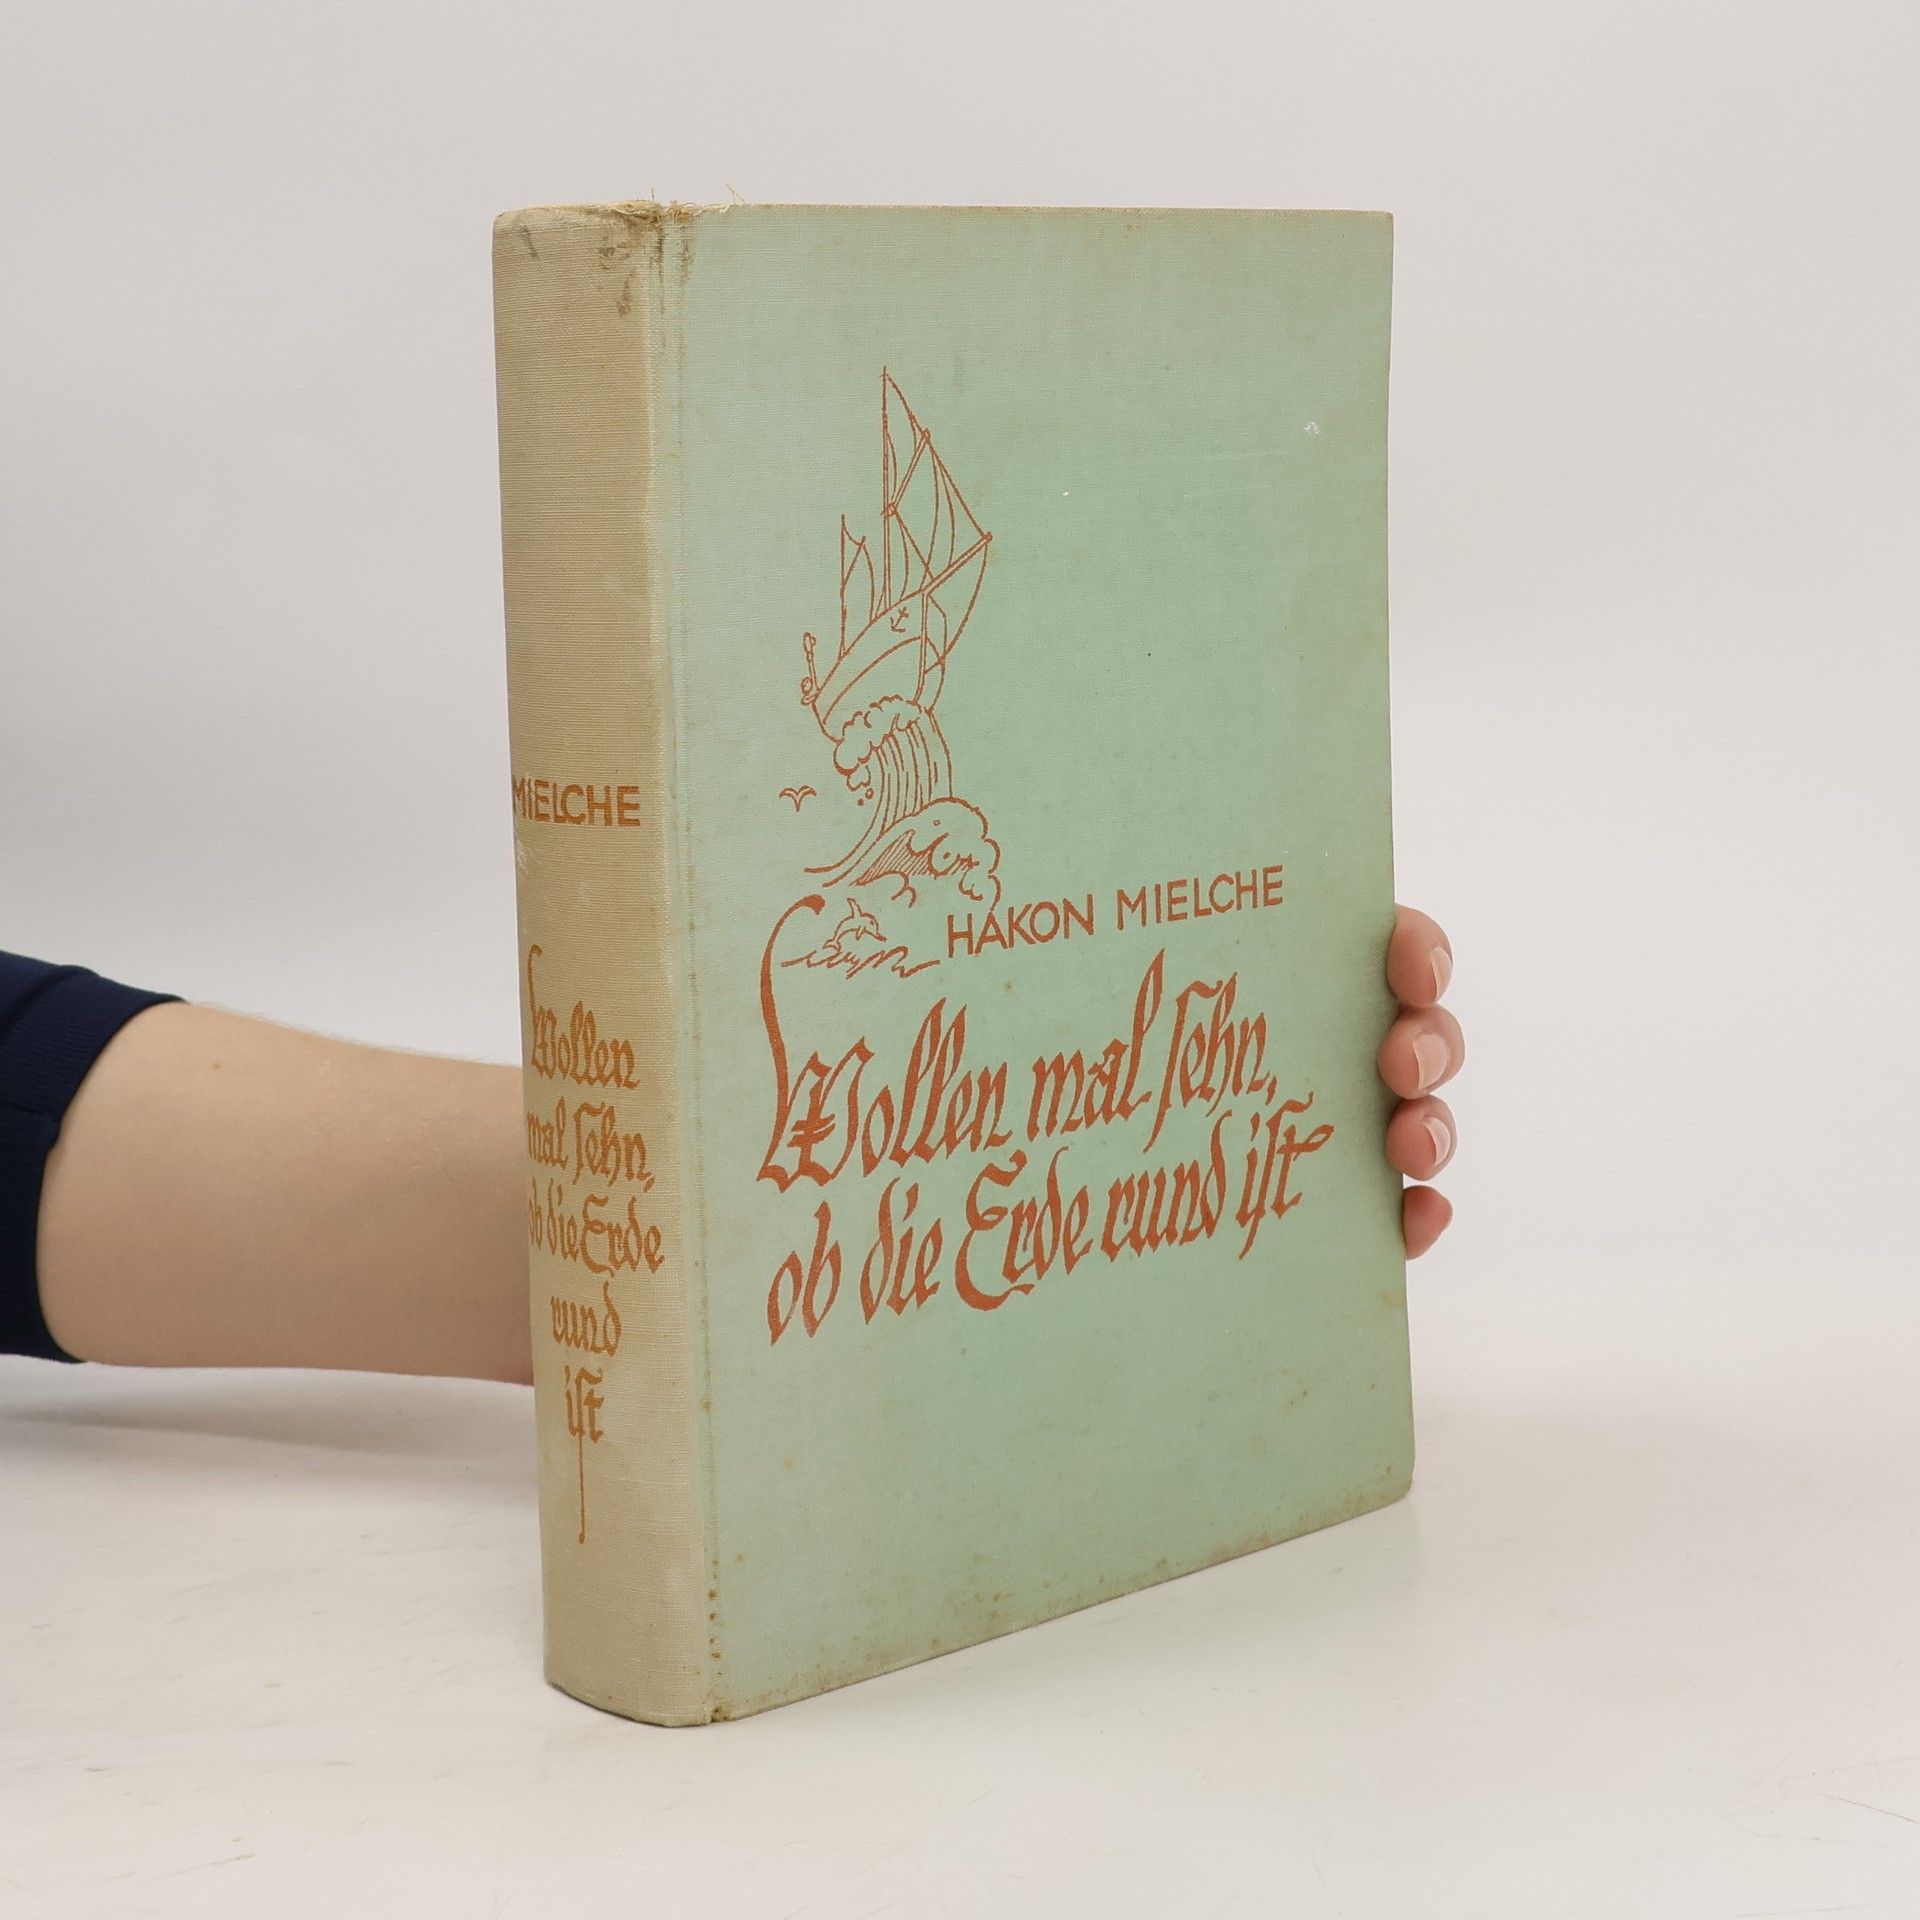 MIELCHE
Wollen
mal sehn,
ob die Erde
rund
ist
HAKON MIELCHE
Wollen mal sehn,
ob die Erde rund ist